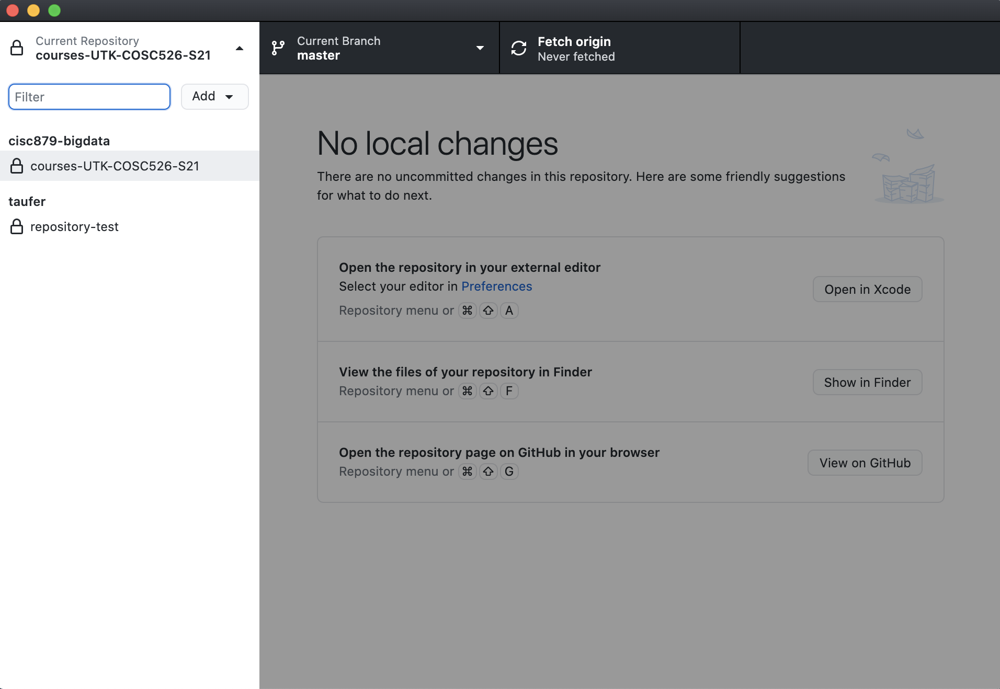 Current Repository
courses-UTK-COSC526-S21
Current Branch
master
Fetch origin
Never fetched
Filter
Add
cisc879-bigdata
courses-UTK-COSC526-S21
taufer
repository-test
No local changes
There are no uncommitted changes in this repository. Here are some friendly suggestions
for what to do next.
Open the repository in your external editor
Select your editor in Preferences
Repository menu or ⌘ ⇧ A
Open in Xcode
View the files of your repository in Finder
Repository menu or ⌘ ⇧ F
Show in Finder
Open the repository page on GitHub in your browser
Repository menu or ⌘ ⇧ G
View on GitHub